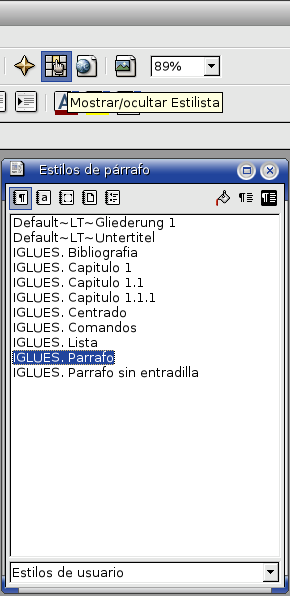 89%
A
Mostrar/ocultar Estilista
Estilos de párrafo
Default~LT~Gliederung 1
Default~LT~Untertitel
IGLUES. Bibliografia
IGLUES. Capitulo 1
IGLUES. Capitulo 1.1
IGLUES. Capitulo 1.1.1
IGLUES. Centrado
IGLUES. Comandos
IGLUES. Lista
IGLUES. Parrafo
IGLUES. Parrafo sin entradilla
Estilos de usuario